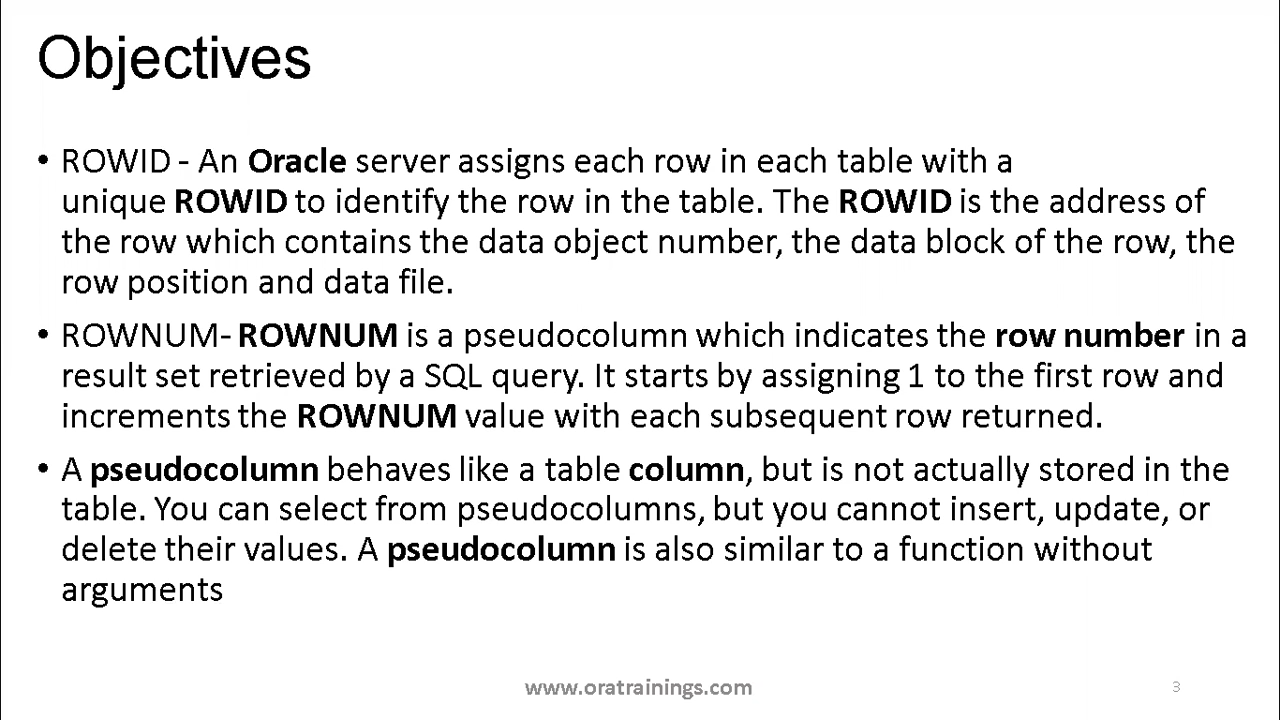 Objectives
• ROWID - An Oracle server assigns each row in each table with a
unique ROWID to identify the row in the table. The ROWID is the address of
the row which contains the data object number, the data block of the row, the
row position and data file.
• ROWNUM- ROWNUM is a pseudocolumn which indicates the row number in a
result set retrieved by a SQL query. It starts by assigning 1 to the first row and
increments the ROWNUM value with each subsequent row returned.
• A pseudocolumn behaves like a table column, but is not actually stored in the
table. You can select from pseudocolumns, but you cannot insert, update, or
delete their values. A pseudocolumn is also similar to a function without
arguments
www.oratrainings.com
3